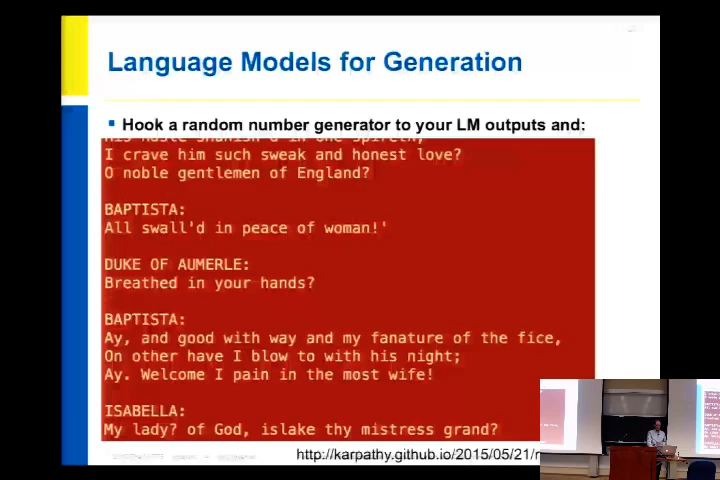 Language Models for Generation
Hook a random number generator to your LM outputs and:
I crave him such sweak and honest love?
O noble gentlemen of England?
BAPTISTA:
All swall'd in peace of woman!'
DUKE OF AUMERLE:
Breathed in your hands?
BAPTISTA:
Ay, and good with way and my fanature of the fice,
On other have I blow to with his night;
Ay. Welcome I pain in the most wife!
ISABELLA:
My lady? of God, islake thy mistress grand?
http://karpathy.github.io/2015/05/21/